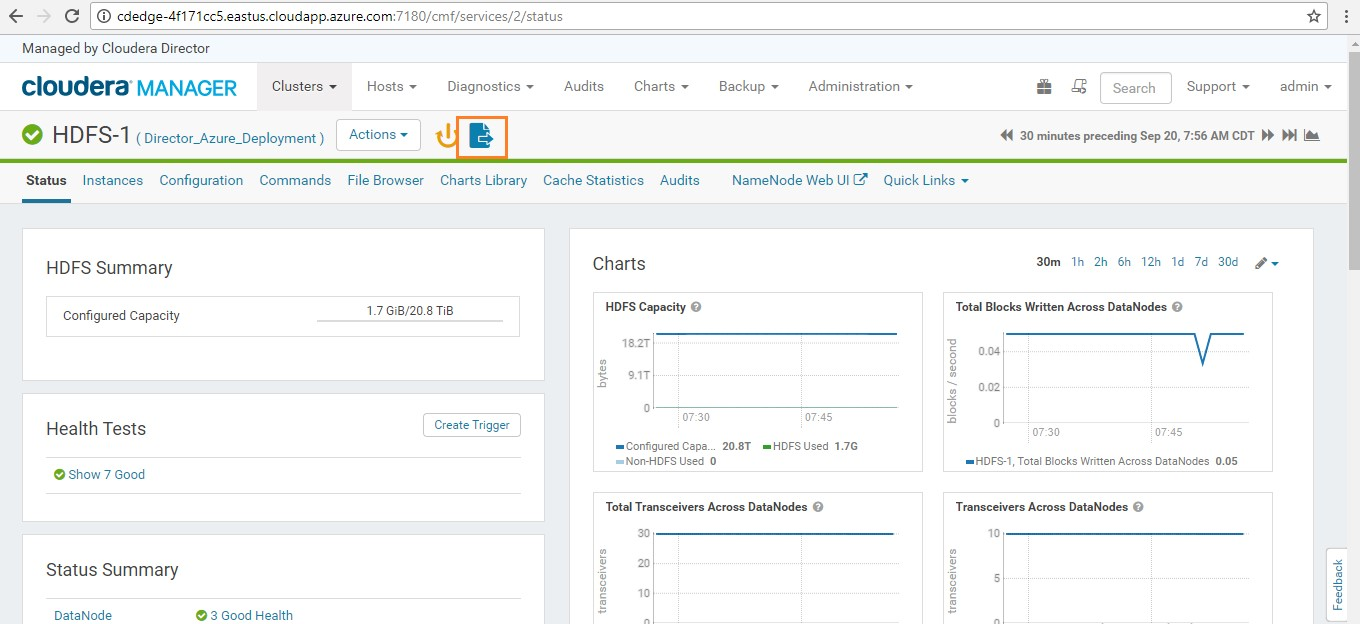 cdedge-4f171cc5.eastus.cloudapp.azure.com:7180/cmf/services/2/status
Managed by Cloudera Director
cloudera MANAGER Clusters Hosts Diagnostics Audits Charts Backup Administration Search Support admin
HDFS-1 ( Director_Azure_Deployment ) Actions 30 minutes preceding Sep 20, 7:56 AM CDT
Status Instances Configuration Commands File Browser Charts Library Cache Statistics Audits NameNode Web UI Quick Links
HDFS Summary
Configured Capacity 1.7 GiB/20.8 TiB
Health Tests Create Trigger
Show 7 Good
Status Summary
DataNode 3 Good Health
Charts 30m 1h 2h 6h 12h 1d 7d 30d
HDFS Capacity
bytes
18.2T
9.1T
0
07:30 07:45
Configured Capa... 20.8T HDFS Used 1.7G
Non-HDFS Used 0
Total Blocks Written Across DataNodes
blocks / second
0.04
0.02
0
07:30 07:45
HDFS-1, Total Blocks Written Across DataNodes 0.05
Total Transceivers Across DataNodes
transceivers
30
20
10
Transceivers Across DataNodes
transceivers
10
5
Feedback